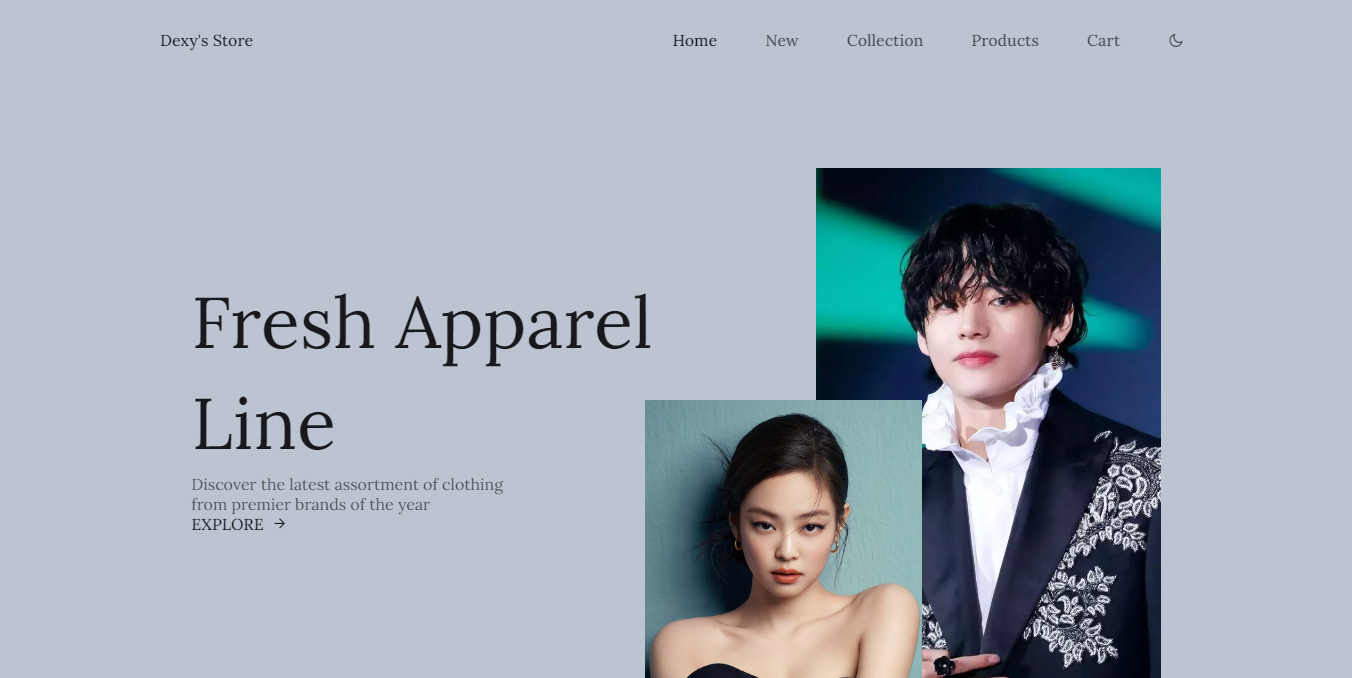 Dexy's Store
Home New Collection Products Cart
Fresh Apparel
Line
Discover the latest assortment of clothing
from premier brands of the year
EXPLORE →